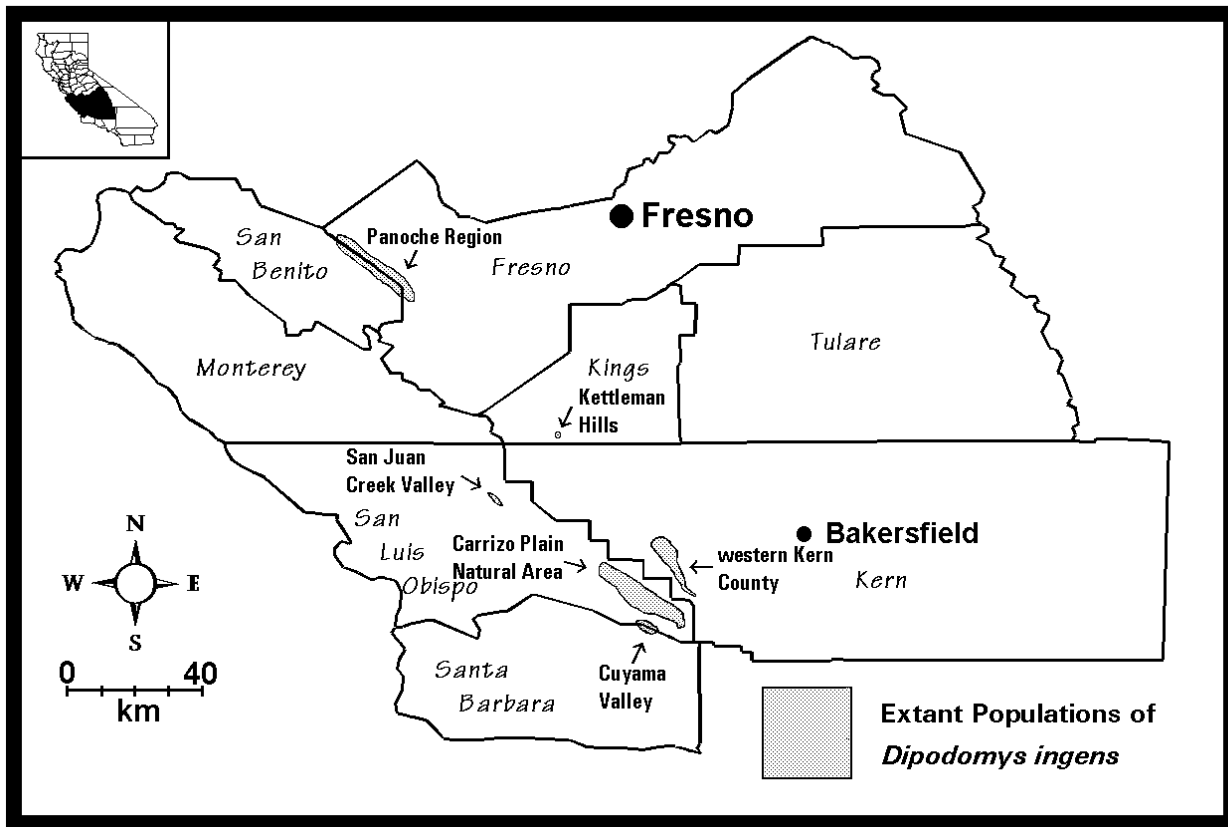 Fresno
San
Benito
Panoche Region
Fresno
Monterey
Kings
Tulare
Kettleman
Hills
San Juan
Creek Valley
San
Luis
Obispo
Carrizo Plain
Natural Area
Bakersfield
western Kern
County
Kern
N
W E
S
0 40
km
Santa
Barbara
Cuyama
Valley
Extant Populations of
Dipodomys ingens